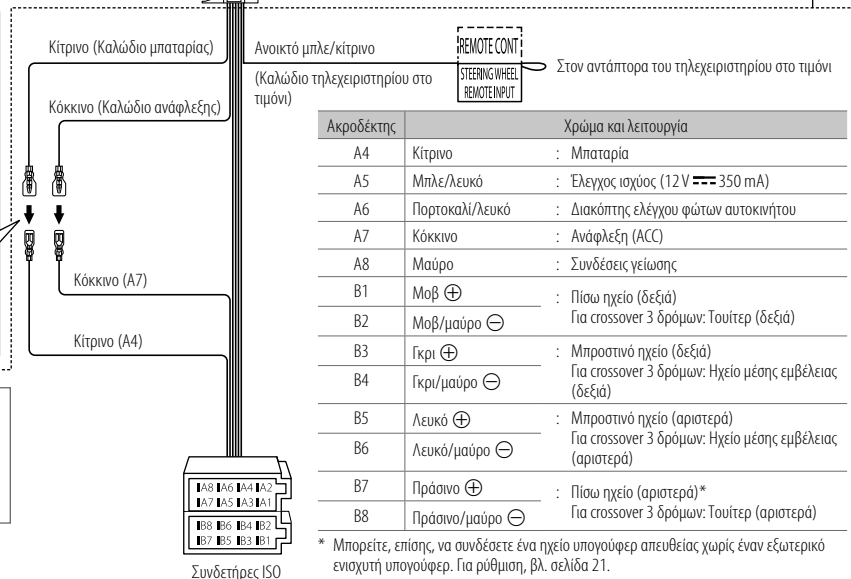 Κίτρινο (Καλώδιο μπαταρίας)
Ανοικτό μπλε/κίτρινο
(Καλώδιο τηλεχειριστηρίου στο
τιμόνι)
REMOTE CONT
STEERING WHEEL
REMOTE INPUT
Στον αντάπτορα του τηλεχειριστηρίου στο τιμόνι
Κόκκινο (Καλώδιο ανάφλεξης)
Κόκκινο (A7)
Κίτρινο (A4)
A8 A6 A4 A2
A7 A5 A3 A1
B8 B6 B4 B2
B7 B5 B3 B1
Συνδετήρες ISO
Ακροδέκτης Χρώμα και λειτουργία
A4 Κίτρινο : Μπαταρία
A5 Μπλε/λευκό : Έλεγχος ισχύος (12 V ⎓ 350 mA)
A6 Πορτοκαλί/λευκό : Διακόπτης ελέγχου φώτων αυτοκινήτου
A7 Κόκκινο : Ανάφλεξη (ACC)
A8 Μαύρο : Συνδέσεις γείωσης
B1 Μοβ ⊕ : Πίσω ηχείο (δεξιά)
B2 Μοβ/μαύρο ⊖ Για crossover 3 δρόμων: Τουίτερ (δεξιά)
B3 Γκρι ⊕ : Μπροστινό ηχείο (δεξιά)
B4 Γκρι/μαύρο ⊖ Για crossover 3 δρόμων: Ηχείο μέσης εμβέλειας
(δεξιά)
B5 Λευκό ⊕ : Μπροστινό ηχείο (αριστερά)
B6 Λευκό/μαύρο ⊖ Για crossover 3 δρόμων: Ηχείο μέσης εμβέλειας
(αριστερά)
B7 Πράσινο ⊕ : Πίσω ηχείο (αριστερά)*
B8 Πράσινο/μαύρο ⊖ Για crossover 3 δρόμων: Τουίτερ (αριστερά)
* Μπορείτε, επίσης, να συνδέσετε ένα ηχείο υπογούφερ απευθείας χωρίς έναν εξωτερικό
ενισχυτή υπογούφερ. Για ρύθμιση, βλ. σελίδα 21.